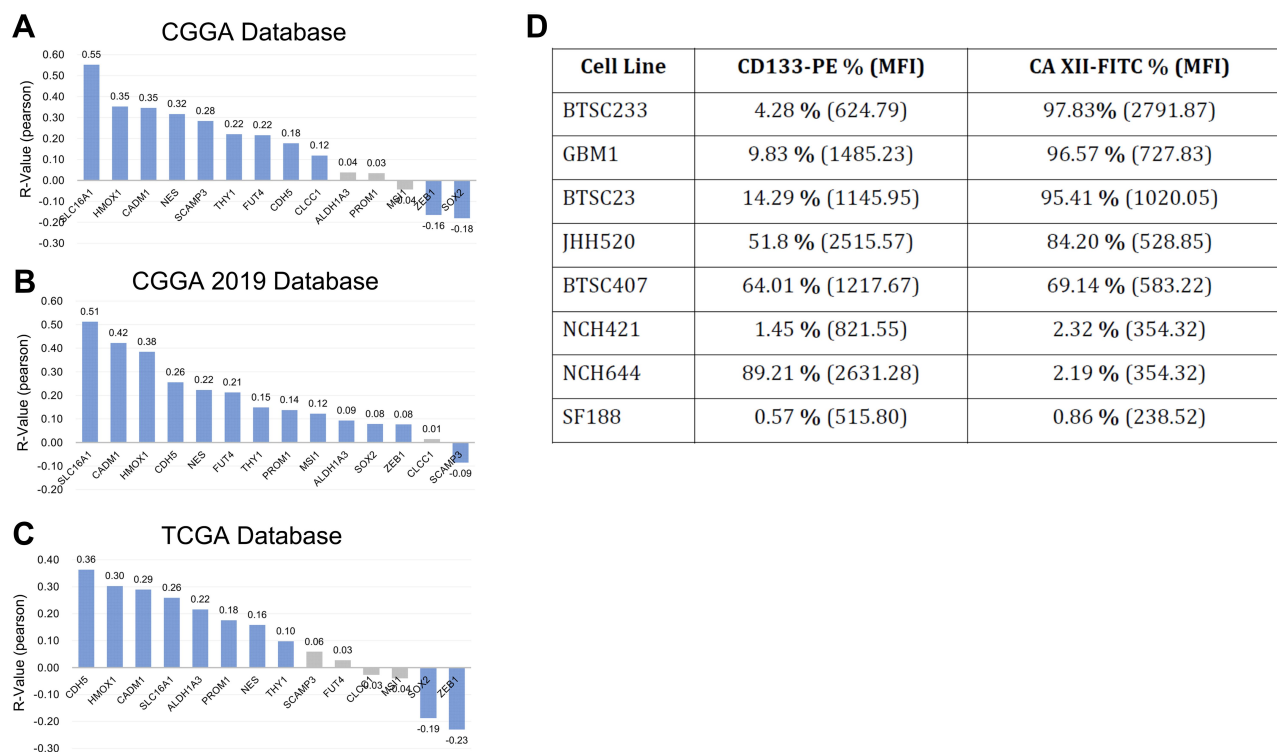 A
CGGA Database
R-Value (pearson)
0.60
0.50
0.40
0.30
0.20
0.10
0.00
-0.10
-0.20
-0.30
0.55
0.35
0.35
0.32
0.28
0.22
0.22
0.18
0.12
0.04
0.03
-0.04
-0.16
-0.18
SLC16A1
HMOX1
CADM1
NES
SCAMP3
THY1
FUT4
CDH5
CLCC1
ALDH1A3
PROM1
MSI1
ZEB1
SOX2
B
CGGA 2019 Database
R-Value (pearson)
0.60
0.50
0.40
0.30
0.20
0.10
0.00
-0.10
-0.20
0.51
0.42
0.38
0.26
0.22
0.21
0.15
0.14
0.12
0.09
0.08
0.08
0.01
-0.09
SLC16A1
CADM1
HMOX1
CDH5
NES
FUT4
THY1
PROM1
MSI1
ALDH1A3
SOX2
ZEB1
CLCC1
SCAMP3
C
TCGA Database
R-Value (pearson)
0.40
0.30
0.20
0.10
0.00
-0.10
-0.20
-0.30
0.36
0.30
0.29
0.26
0.22
0.18
0.16
0.10
0.06
0.03
-0.03
-0.04
-0.19
-0.23
CDH5
HMOX1
CADM1
SLC16A1
ALDH1A3
PROM1
NES
THY1
SCAMP3
FUT4
CLCC1
MSI1
SOX2
ZEB1
D
Cell Line CD133-PE % (MFI) CA XII-FITC % (MFI)
BTSC233 4.28 % (624.79) 97.83% (2791.87)
GBM1 9.83 % (1485.23) 96.57 % (727.83)
BTSC23 14.29 % (1145.95) 95.41 % (1020.05)
JHH520 51.8 % (2515.57) 84.20 % (528.85)
BTSC407 64.01 % (1217.67) 69.14 % (583.22)
NCH421 1.45 % (821.55) 2.32 % (354.32)
NCH644 89.21 % (2631.28) 2.19 % (354.32)
SF188 0.57 % (515.80) 0.86 % (238.52)